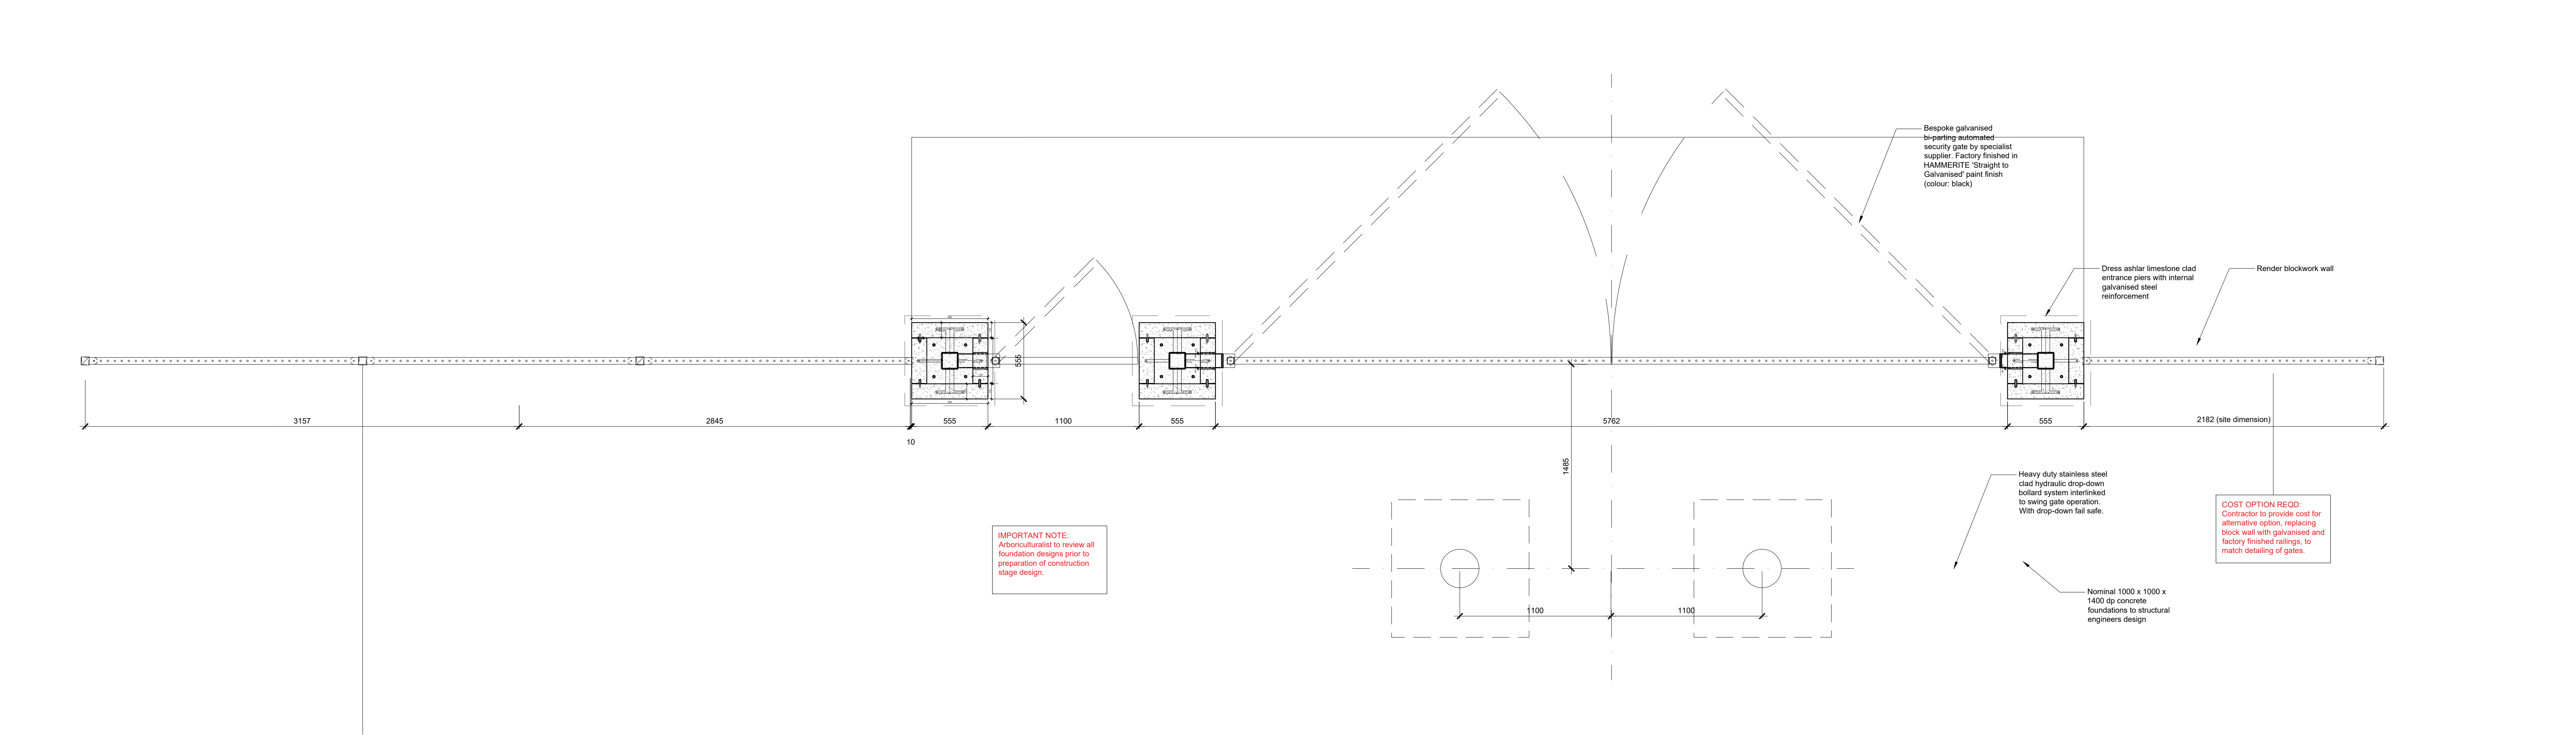 Bespoke galvanised
bi-parting automated
security gate by specialist
supplier. Factory finished in
HAMMERITE 'Straight to
Galvanised' paint finish
(colour: black)
Dress ashlar limestone clad
entrance piers with internal
galvanised steel
reinforcement
Render blockwork wall
555
3157
2845
10
555
1100
555
5762
555
2182 (site dimension)
1485
Heavy duty stainless steel
clad hydraulic drop-down
bollard system interlinked
to swing gate operation.
With drop-down fail safe.
COST OPTION REQD:
Contractor to provide cost for
alternative option, replacing
block wall with galvanised and
factory finished railings, to
match detailing of gates.
IMPORTANT NOTE:
Arboriculturalist to review all
foundation designs prior to
preparation of construction
stage design.
Nominal 1000 x 1000 x
1400 dp concrete
foundations to structural
engineers design
1100
1100